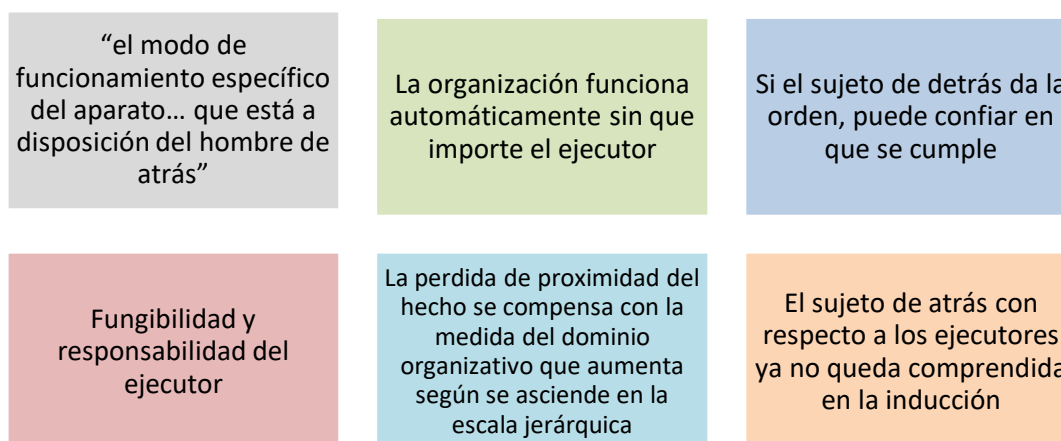 “el modo de
funcionamiento específico
del aparato… que está a
disposición del hombre de
atrás”
La organización funciona
automáticamente sin que
importe el ejecutor
Si el sujeto de detrás da la
orden, puede confiar en
que se cumple
Fungibilidad y
responsabilidad del
ejecutor
La perdida de proximidad del
hecho se compensa con la
medida del dominio
organizativo que aumenta
según se asciende en la
escala jerárquica
El sujeto de atrás con
respecto a los ejecutores
ya no queda comprendida
en la inducción